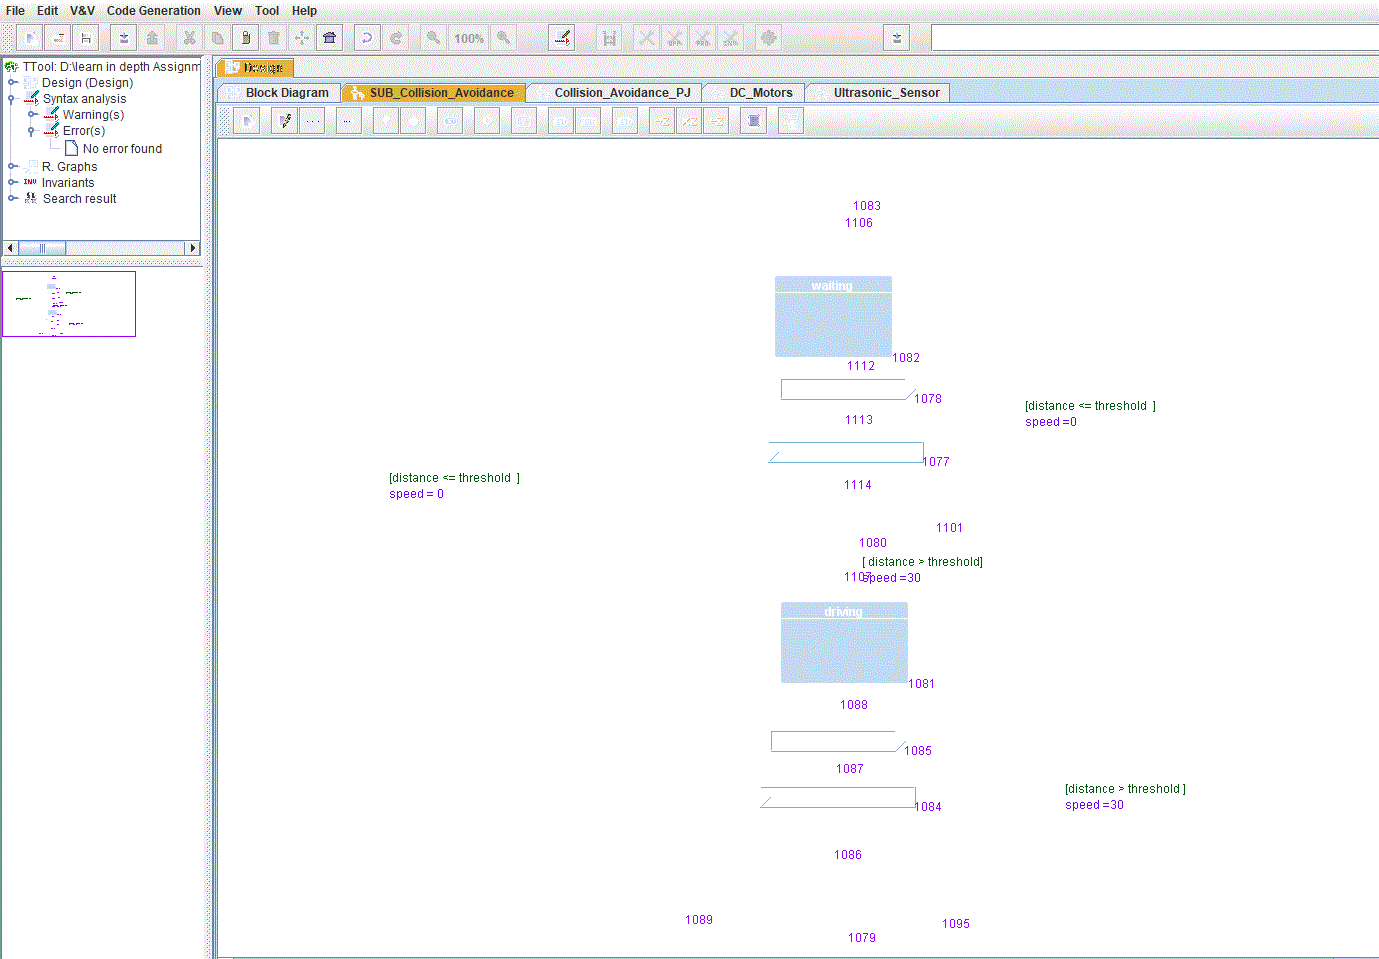 File Edit V&V Code Generation View Tool Help
100%
TTool: D:\learn in depth Assignm
Design (Design)
Syntax analysis
Warning(s)
Error(s)
No error found
R. Graphs
INV Invariants
Search result
Design
Block Diagram SUB_Collision_Avoidance Collision_Avoidance_PJ DC_Motors Ultrasonic_Sensor
1083
1106
waiting
1082
1112
1078
[distance <= threshold ]
speed =0
1113
1077
[distance <= threshold ]
speed = 0
1114
1101
1080
[ distance > threshold]
1107
speed =30
driving
1081
1088
1085
1087
[distance > threshold ]
speed =30
1084
1086
1089
1095
1079